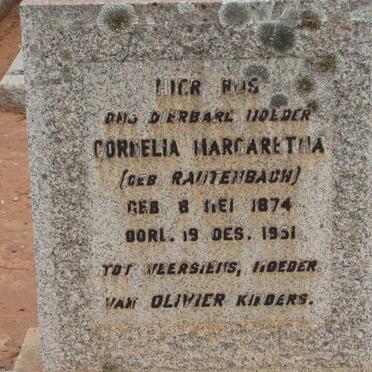 HIER RUS
ONS DIERBARE MOEDER
CORNELIA MARGARETHA
(GEB RAUTENBACH)
GEB 8 MEI 1874
OORL. 19 DES. 1951
TOT WEERSIENS, MOEDER
VAN OLIVIER KINDERS.